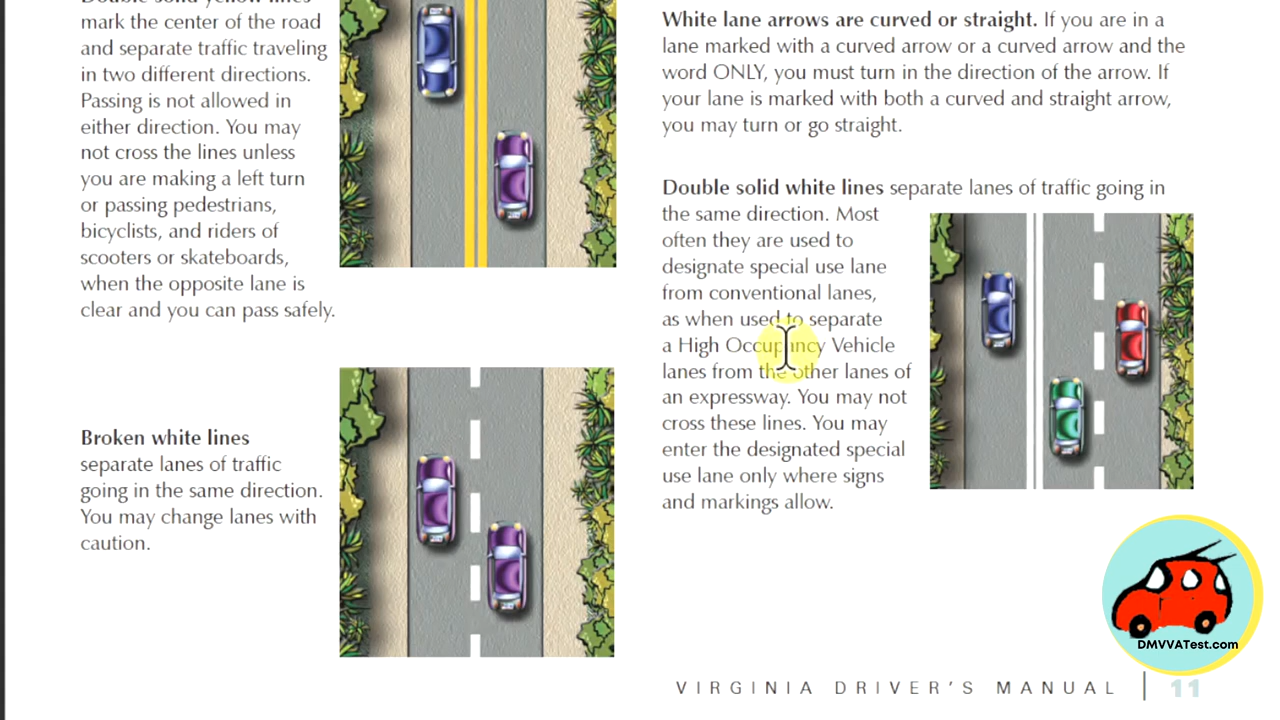 Double solid yellow lines
mark the center of the road
and separate traffic traveling
in two different directions.
Passing is not allowed in
either direction. You may
not cross the lines unless
you are making a left turn
or passing pedestrians,
bicyclists, and riders of
scooters or skateboards,
when the opposite lane is
clear and you can pass safely.
Broken white lines
separate lanes of traffic
going in the same direction.
You may change lanes with
caution.
White lane arrows are curved or straight. If you are in a
lane marked with a curved arrow or a curved arrow and the
word ONLY, you must turn in the direction of the arrow. If
your lane is marked with both a curved and straight arrow,
you may turn or go straight.
Double solid white lines separate lanes of traffic going in
the same direction. Most
often they are used to
designate special use lane
from conventional lanes,
as when used to separate
a High Occupancy Vehicle
lanes from the other lanes of
an expressway. You may not
cross these lines. You may
enter the designated special
use lane only where signs
and markings allow.
DMVVATest.com
VIRGINIA DRIVER'S MANUAL 11